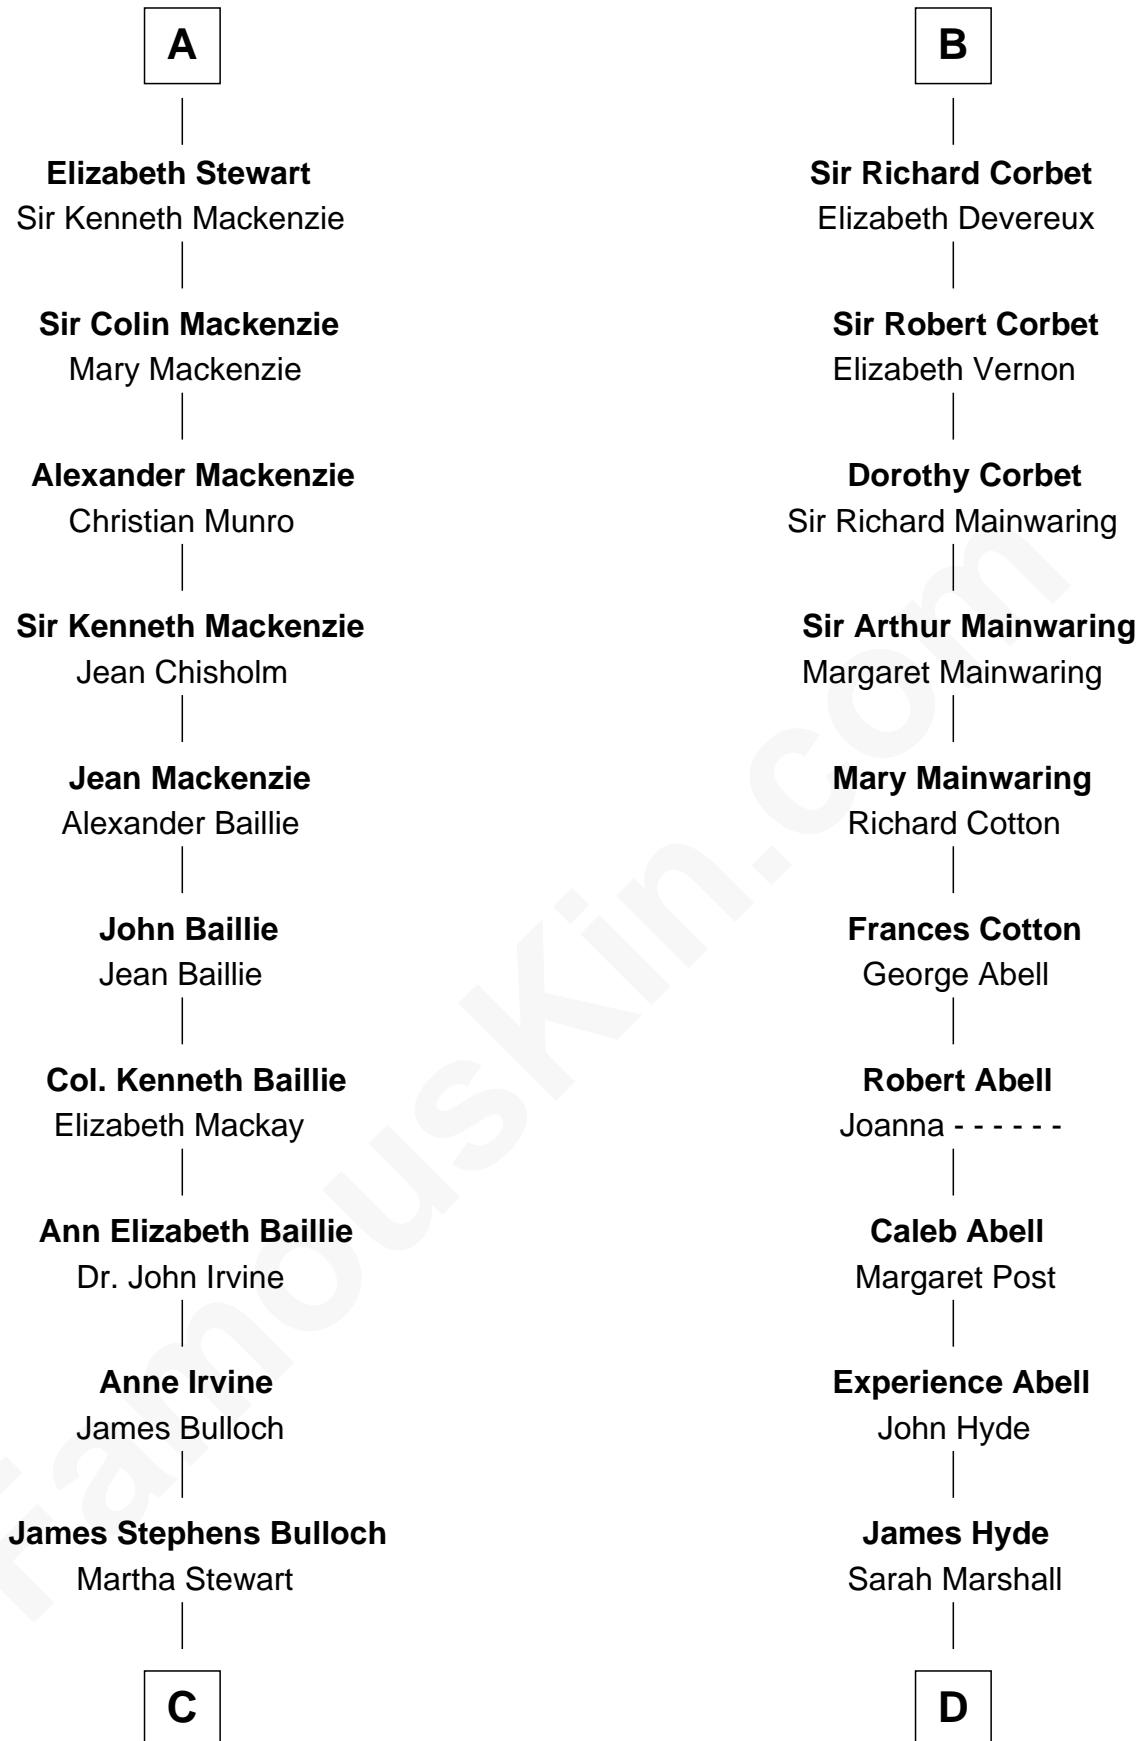 A
Elizabeth Stewart
Sir Kenneth Mackenzie
Sir Colin Mackenzie
Mary Mackenzie
Alexander Mackenzie
Christian Munro
Sir Kenneth Mackenzie
Jean Chisholm
Jean Mackenzie
Alexander Baillie
John Baillie
Jean Baillie
Col. Kenneth Baillie
Elizabeth Mackay
Ann Elizabeth Baillie
Dr. John Irvine
Anne Irvine
James Bulloch
James Stephens Bulloch
Martha Stewart
C
B
Sir Richard Corbet
Elizabeth Devereux
Sir Robert Corbet
Elizabeth Vernon
Dorothy Corbet
Sir Richard Mainwaring
Sir Arthur Mainwaring
Margaret Mainwaring
Mary Mainwaring
Richard Cotton
Frances Cotton
George Abell
Robert Abell
Joanna - - - - - -
Caleb Abell
Margaret Post
Experience Abell
John Hyde
James Hyde
Sarah Marshall
D
FamousKin.com